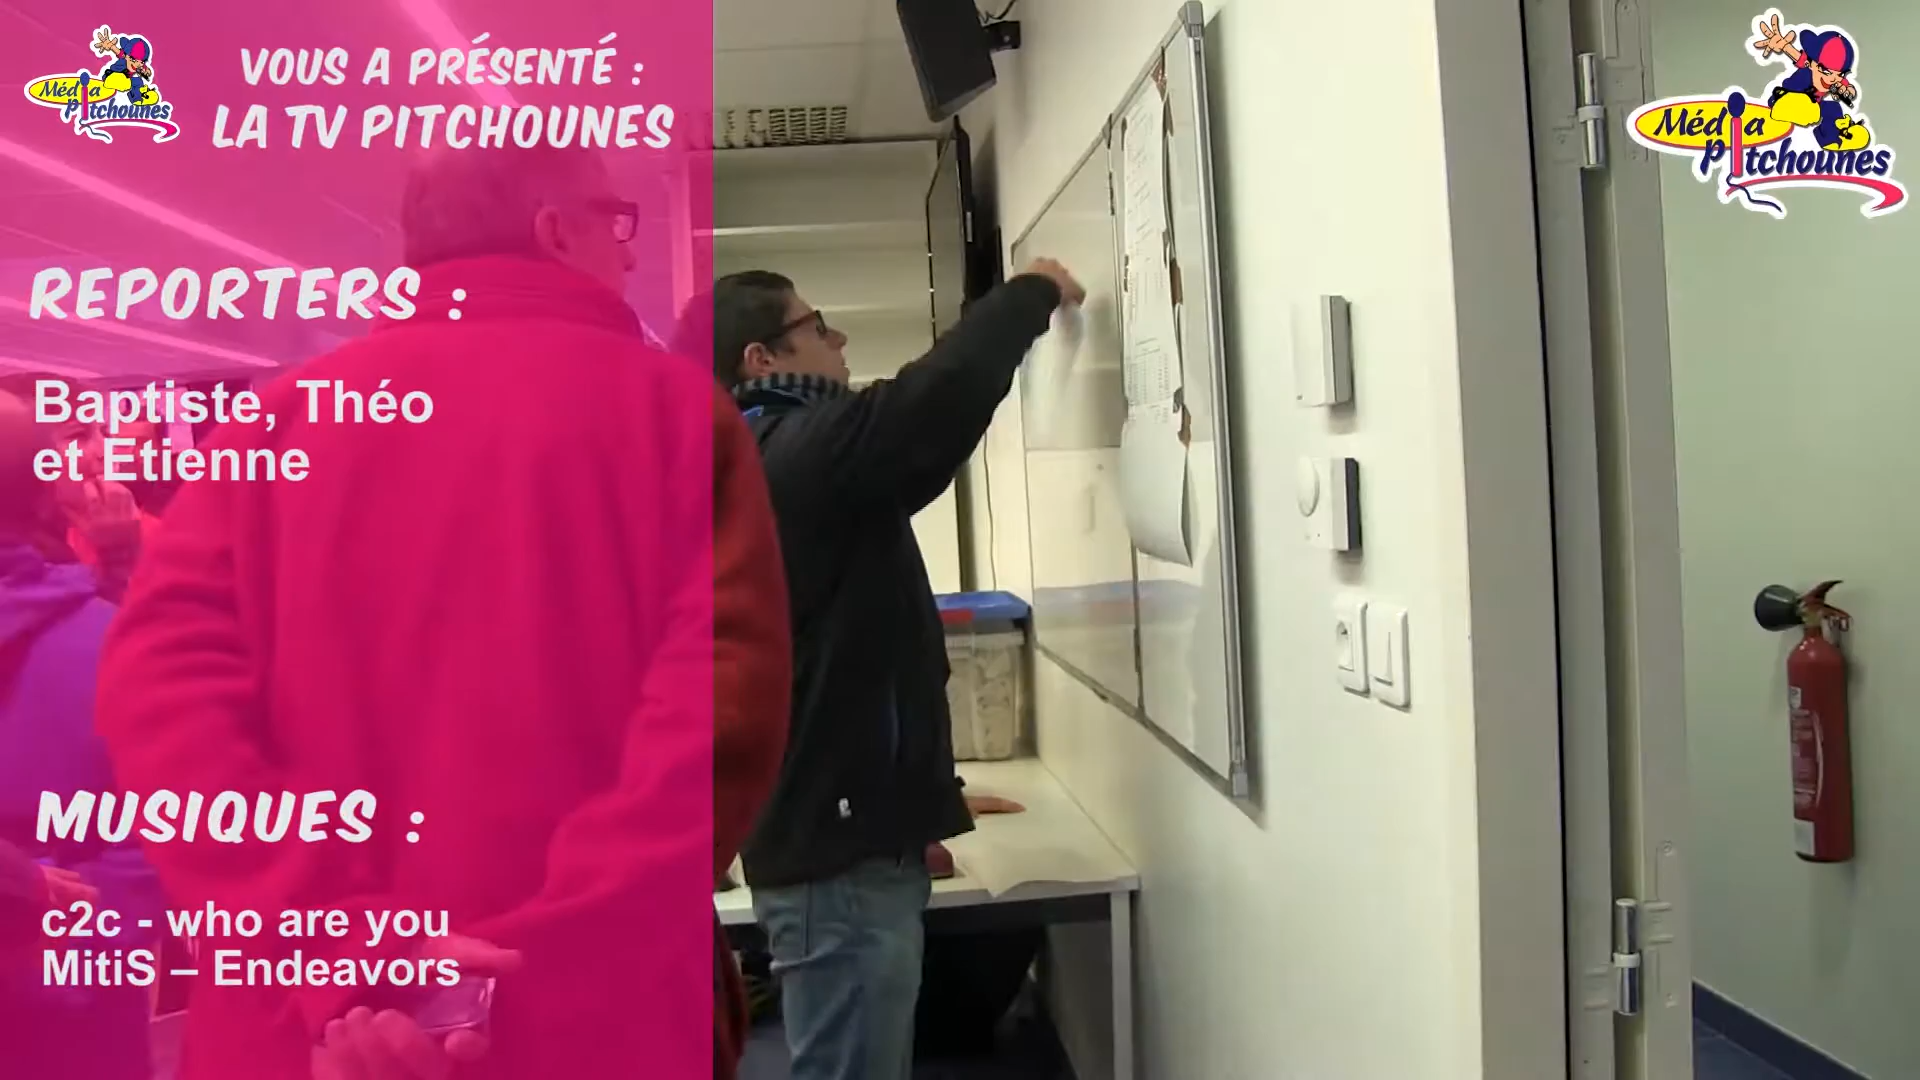 Média
Pitchounes
VOUS A PRÉSENTÉ :
LA TV PITCHOUNES
REPORTERS :
Baptiste, Théo
et Etienne
MUSIQUES :
c2c - who are you
MitiS – Endeavors
Média
Pitchounes